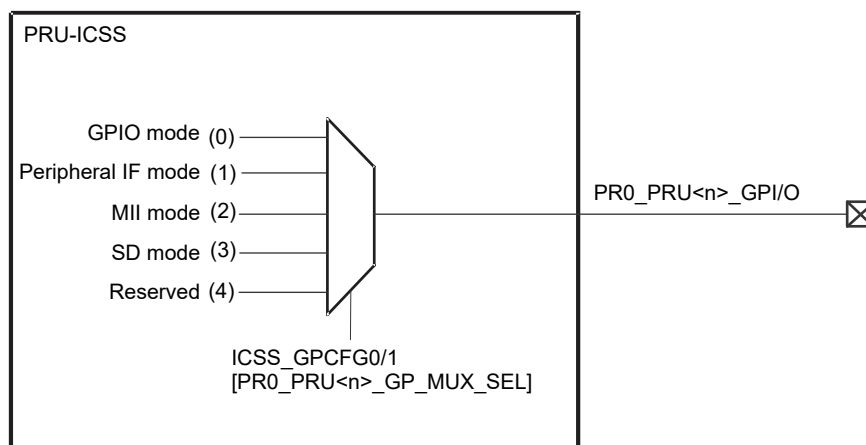 PRU-ICSS
GPIO mode (0)
Peripheral IF mode (1)
MII mode (2)
SD mode (3)
Reserved (4)
PR0_PRU<n>_GPI/O
ICSS_GPCFG0/1
[PR0_PRU<n>_GP_MUX_SEL]